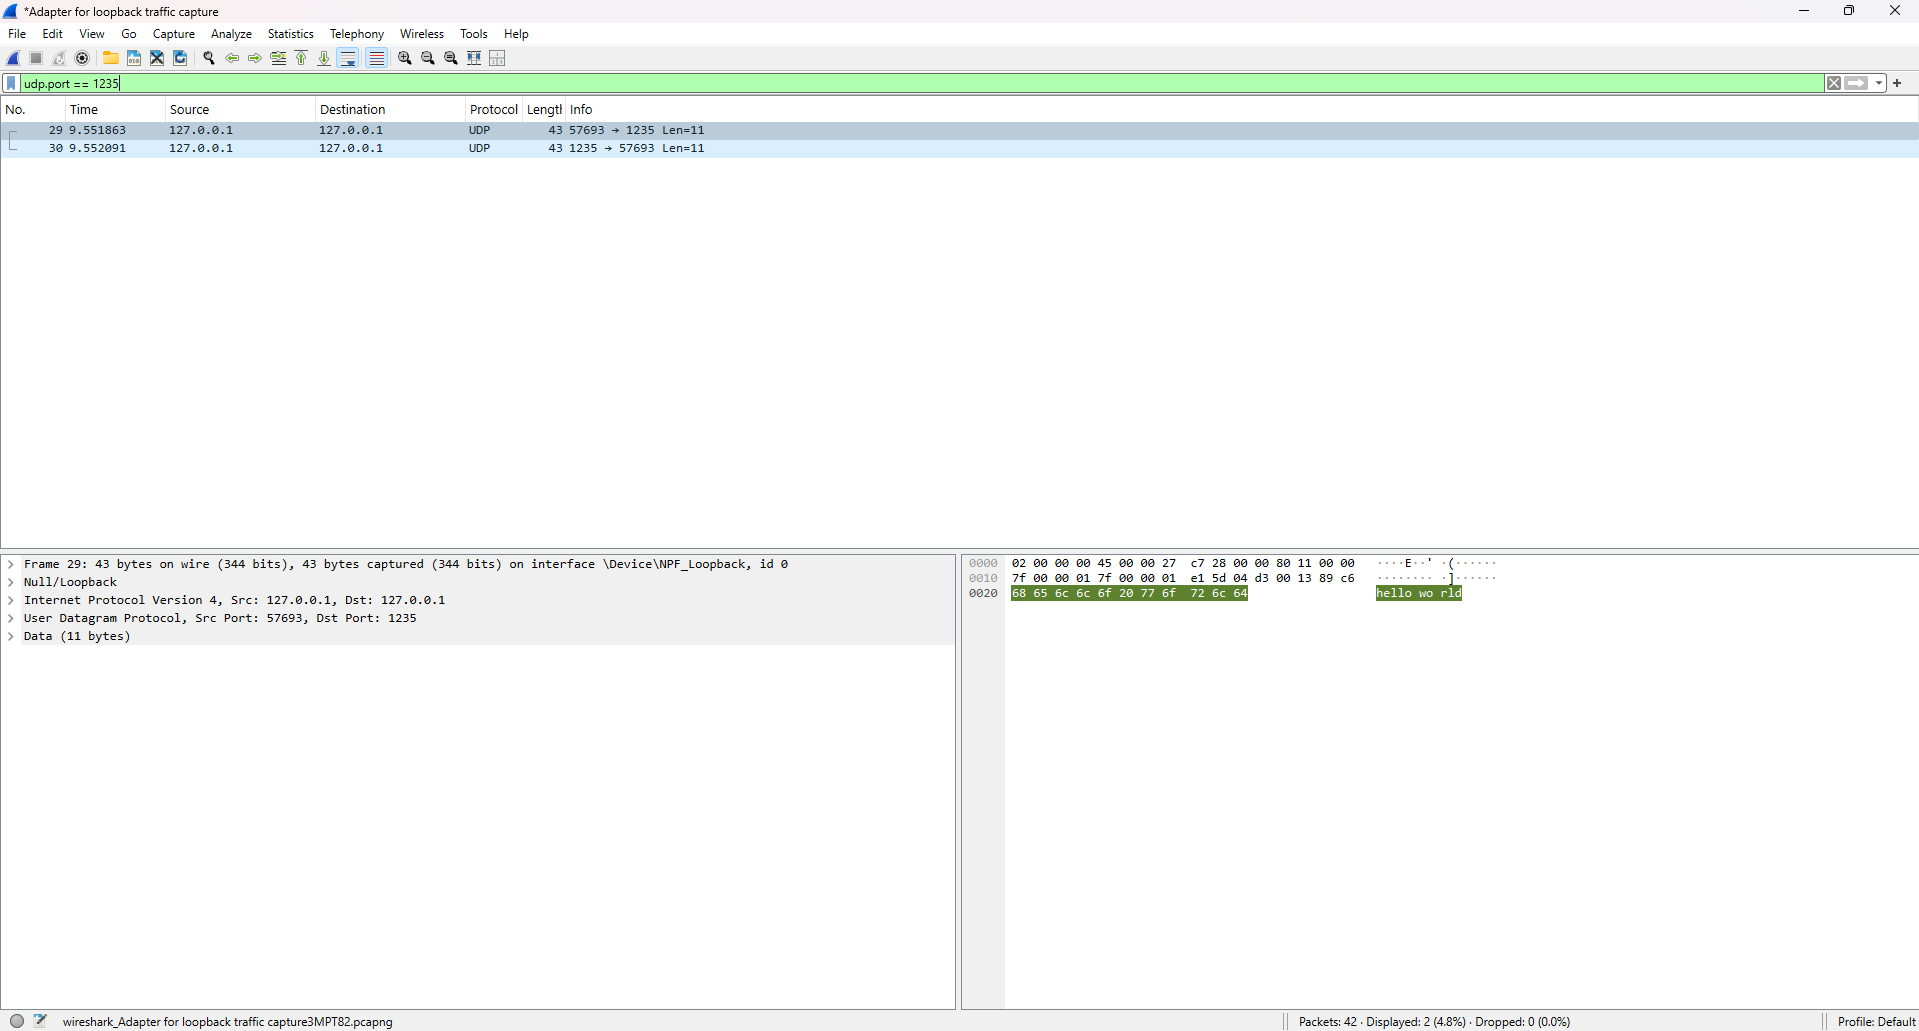 *Adapter for loopback traffic capture
File Edit View Go Capture Analyze Statistics Telephony Wireless Tools Help
udp.port == 1235
No. Time Source Destination Protocol Length Info
29 9.551863 127.0.0.1 127.0.0.1 UDP 43 57693 → 1235 Len=11
30 9.552091 127.0.0.1 127.0.0.1 UDP 43 1235 → 57693 Len=11
Frame 29: 43 bytes on wire (344 bits), 43 bytes captured (344 bits) on interface \Device\NPF_Loopback, id 0
Null/Loopback
Internet Protocol Version 4, Src: 127.0.0.1, Dst: 127.0.0.1
User Datagram Protocol, Src Port: 57693, Dst Port: 1235
Data (11 bytes)
0000 02 00 00 00 45 00 00 27 c7 28 00 00 80 11 00 00 ····E··' ·(······
0010 7f 00 00 01 7f 00 00 01 e1 5d 04 d3 00 13 89 c6 ········ ·]······
0020 68 65 6c 6c 6f 20 77 6f 72 6c 64 hello wo rld
wireshark_Adapter for loopback traffic capture3MPT82.pcapng
Packets: 42 · Displayed: 2 (4.8%) · Dropped: 0 (0.0%)
Profile: Default